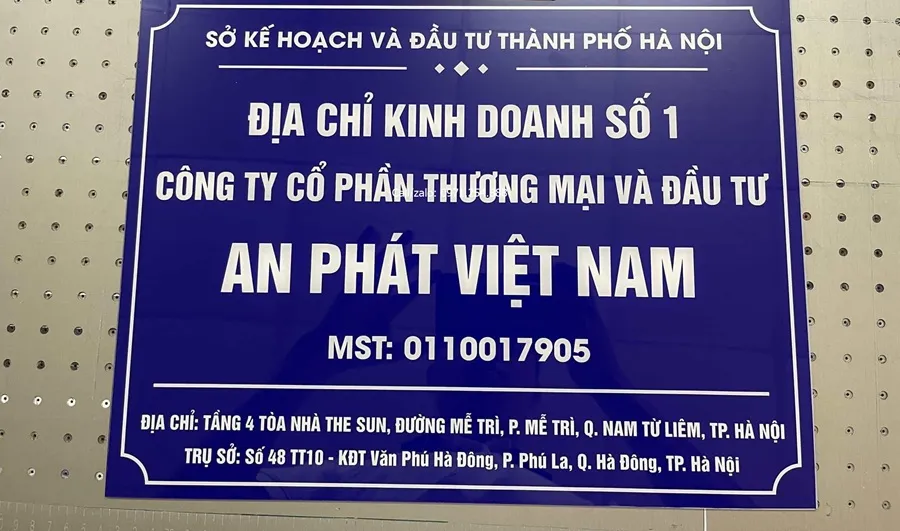 SỞ KẾ HOẠCH VÀ ĐẦU TƯ THÀNH PHỐ HÀ NỘI
ĐỊA CHỈ KINH DOANH SỐ 1
CÔNG TY CỔ PHẦN THƯƠNG MẠI VÀ ĐẦU TƯ
AN PHÁT VIỆT NAM
MST: 0110017905
ĐỊA CHỈ: TẦNG 4 TÒA NHÀ THE SUN, ĐƯỜNG MỄ TRÌ, P. MỄ TRÌ, Q. NAM TỪ LIÊM, TP. HÀ NỘI
TRỤ SỞ: Số 48 TT10 - KĐT Văn Phú Hà Đông, P. Phú La, Q. Hà Đông, TP. Hà Nội